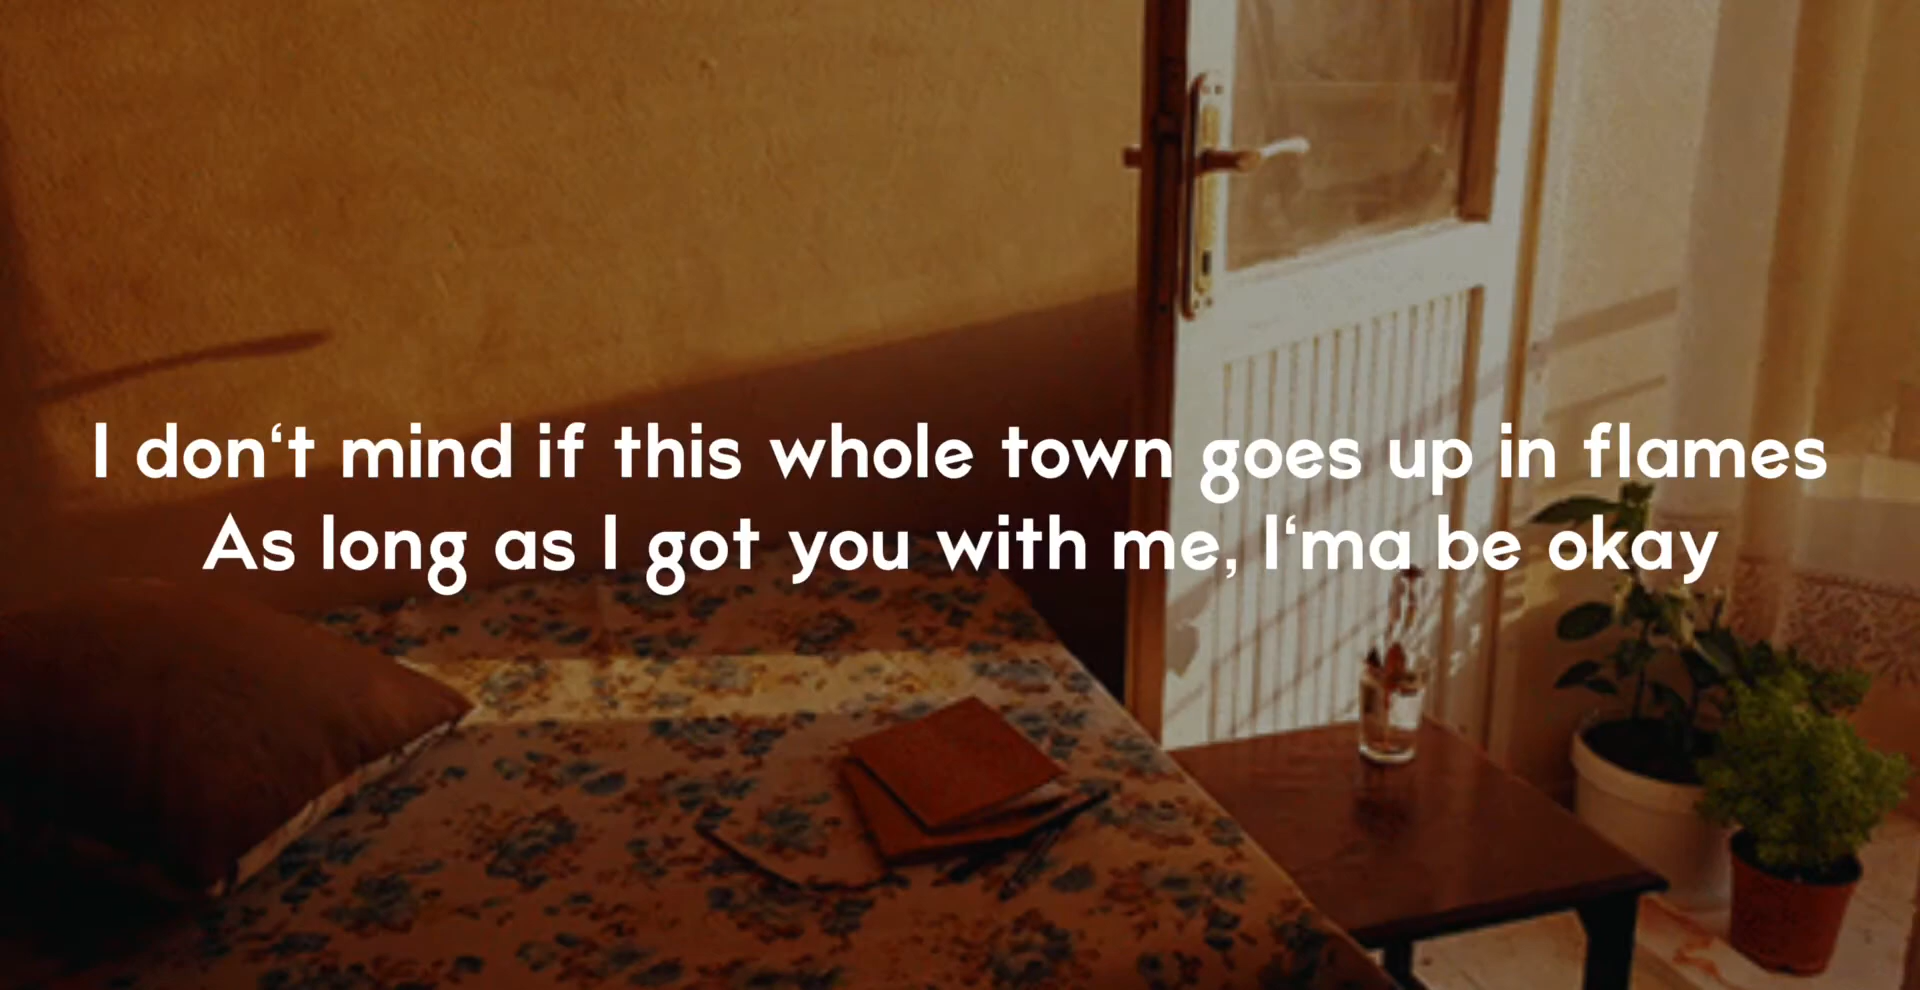 I don‘t mind if this whole town goes up in flames
As long as I got you with me, I‘ma be okay